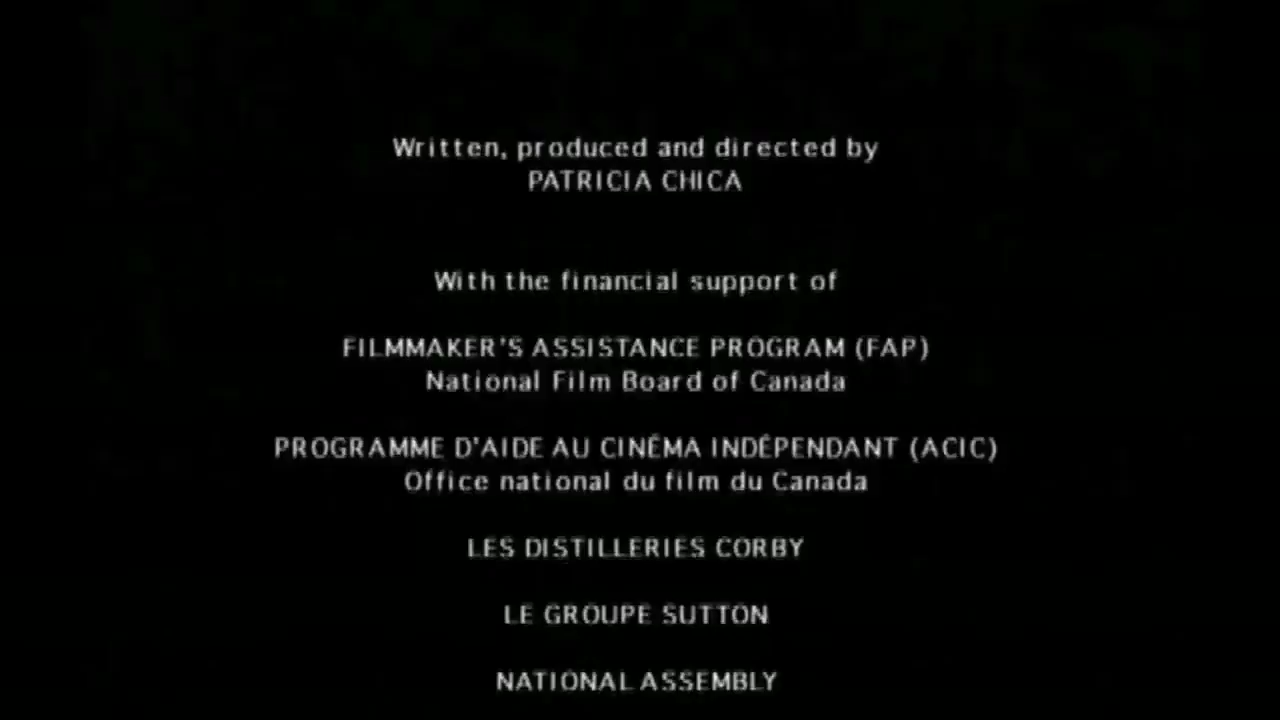 Written, produced and directed by
PATRICIA CHICA
With the financial support of
FILMMAKER'S ASSISTANCE PROGRAM (FAP)
National Film Board of Canada
PROGRAMME D'AIDE AU CINÉMA INDÉPENDANT (ACIC)
Office national du film du Canada
LES DISTILLERIES CORBY
LE GROUPE SUTTON
NATIONAL ASSEMBLY